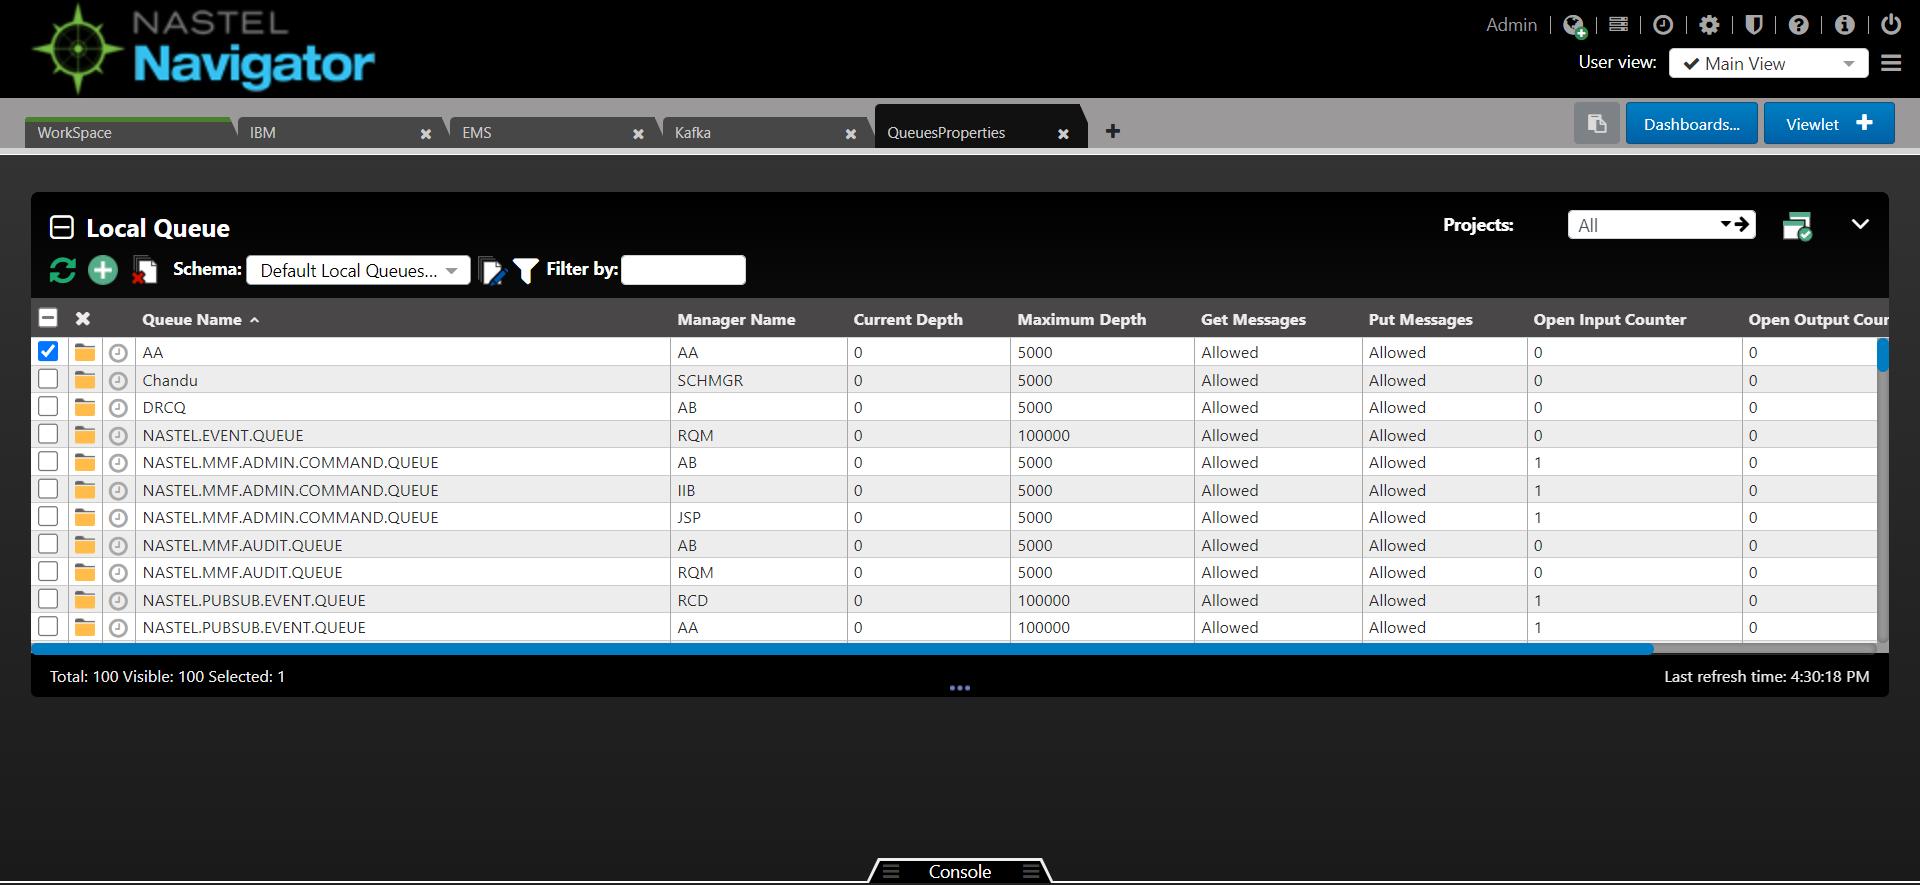 NASTEL
Navigator
Admin
User view: Main View
WorkSpace IBM EMS Kafka QueuesProperties
Dashboards... Viewlet
Local Queue
Projects: All
Schema: Default Local Queues... Filter by:
Queue Name Manager Name Current Depth Maximum Depth Get Messages Put Messages Open Input Counter Open Output Coun
AA AA 0 5000 Allowed Allowed 0 0
Chandu SCHMGR 0 5000 Allowed Allowed 0 0
DRCQ AB 0 5000 Allowed Allowed 0 0
NASTEL.EVENT.QUEUE RQM 0 100000 Allowed Allowed 0 0
NASTEL.MMF.ADMIN.COMMAND.QUEUE AB 0 5000 Allowed Allowed 1 0
NASTEL.MMF.ADMIN.COMMAND.QUEUE IIB 0 5000 Allowed Allowed 1 0
NASTEL.MMF.ADMIN.COMMAND.QUEUE JSP 0 5000 Allowed Allowed 1 0
NASTEL.MMF.AUDIT.QUEUE AB 0 5000 Allowed Allowed 0 0
NASTEL.MMF.AUDIT.QUEUE RQM 0 5000 Allowed Allowed 0 0
NASTEL.PUBSUB.EVENT.QUEUE RCD 0 100000 Allowed Allowed 1 0
NASTEL.PUBSUB.EVENT.QUEUE AA 0 100000 Allowed Allowed 1 0
Total: 100 Visible: 100 Selected: 1
Last refresh time: 4:30:18 PM
Console